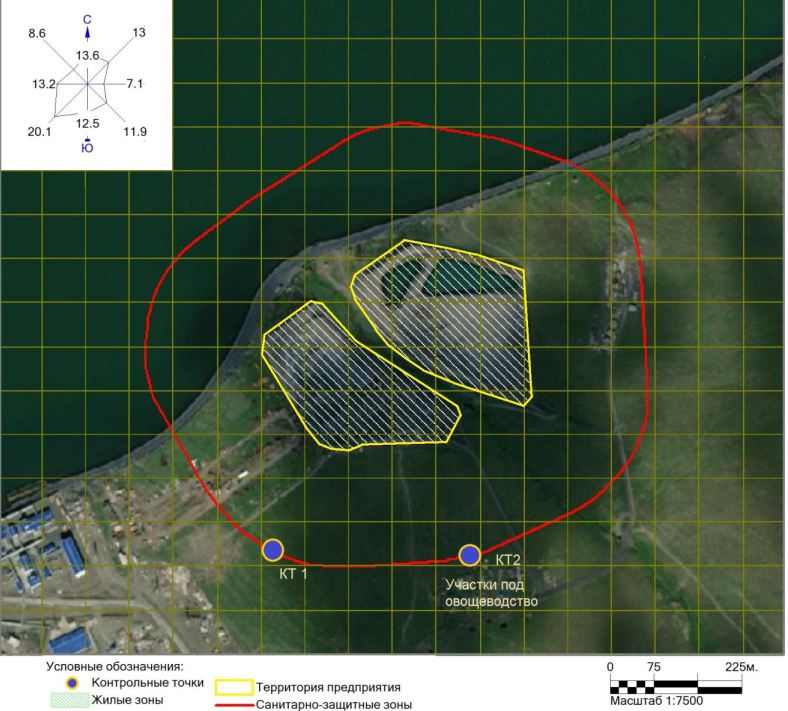 С
8.6
13
13.6
13.2
7.1
12.5
20.1
11.9
Ю
КТ 1
КТ2
Участки под
овощеводство
Условные обозначения:
Контрольные точки
Жилые зоны
Территория предприятия
Санитарно-защитные зоны
0 75 225м.
Масштаб 1:7500